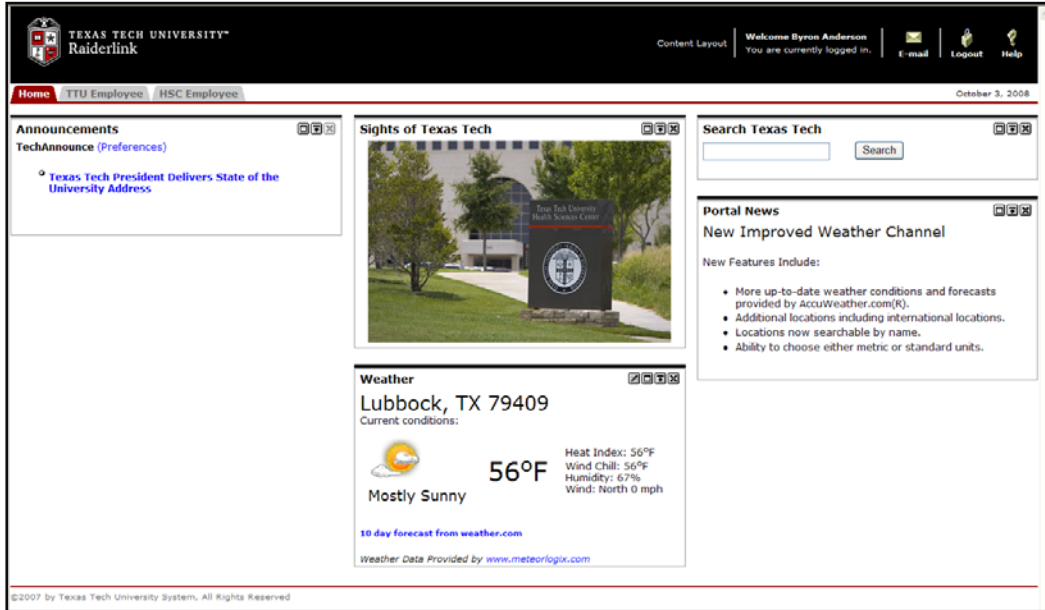 TEXAS TECH UNIVERSITY™
Raiderlink
Content Layout
Welcome Byron Anderson
You are currently logged in.
E-mail
Logout
Help
Home
TTU Employee
HSC Employee
October 3, 2008
Announcements
TechAnnounce (Preferences)
Texas Tech President Delivers State of the
University Address
Sights of Texas Tech
Texas Tech University
Health Sciences Center
Weather
Lubbock, TX 79409
Current conditions:
Mostly Sunny
56°F
Heat Index: 56°F
Wind Chill: 56°F
Humidity: 67%
Wind: North 0 mph
10 day forecast from weather.com
Weather Data Provided by www.meteorlogix.com
Search Texas Tech
Search
Portal News
New Improved Weather Channel
New Features Include:
More up-to-date weather conditions and forecasts
provided by AccuWeather.com(R).
Additional locations including international locations.
Locations now searchable by name.
Ability to choose either metric or standard units.
©2007 by Texas Tech University System, All Rights Reserved